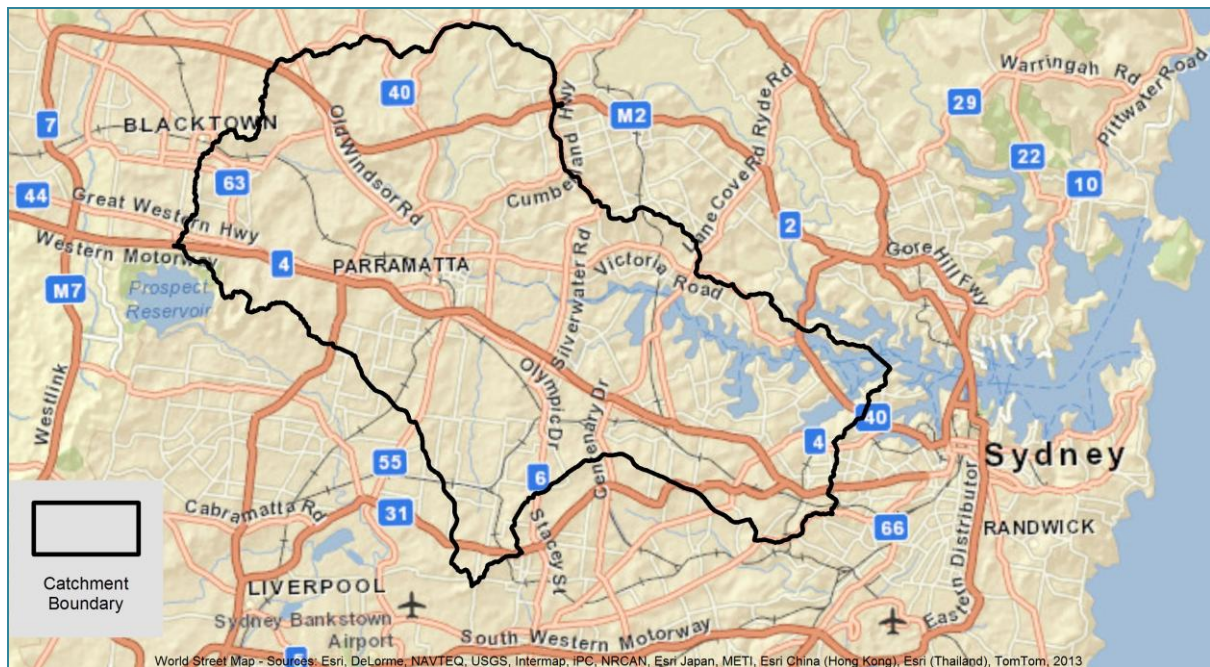 Warringah Rd
Pittwater Road
29
40
Cumberland Hwy
M2
7
BLACKTOWN
Old Windsor Rd
Lane Cove Rd
Ryde Rd
22
10
63
44
Great Western Hwy
Cumberland
2
Western Motorway
4
PARRAMATTA
Silverwater Rd
Victoria Road
Gore Hill Fwy
M7
Prospect
Reservoir
Westlink
Olympic Dr
Centenary Dr
40
4
Sydney
55
6
31
Cabramatta Rd
Stacey St
66
RANDWICK
Eastern Distributor
Catchment
Boundary
LIVERPOOL
Sydney Bankstown
Airport
South Western Motorway
World Street Map - Sources: Esri, DeLorme, NAVTEQ, USGS, Intermap, iPC, NRCAN, Esri Japan, METI, Esri China (Hong Kong), Esri (Thailand), TomTom, 2013